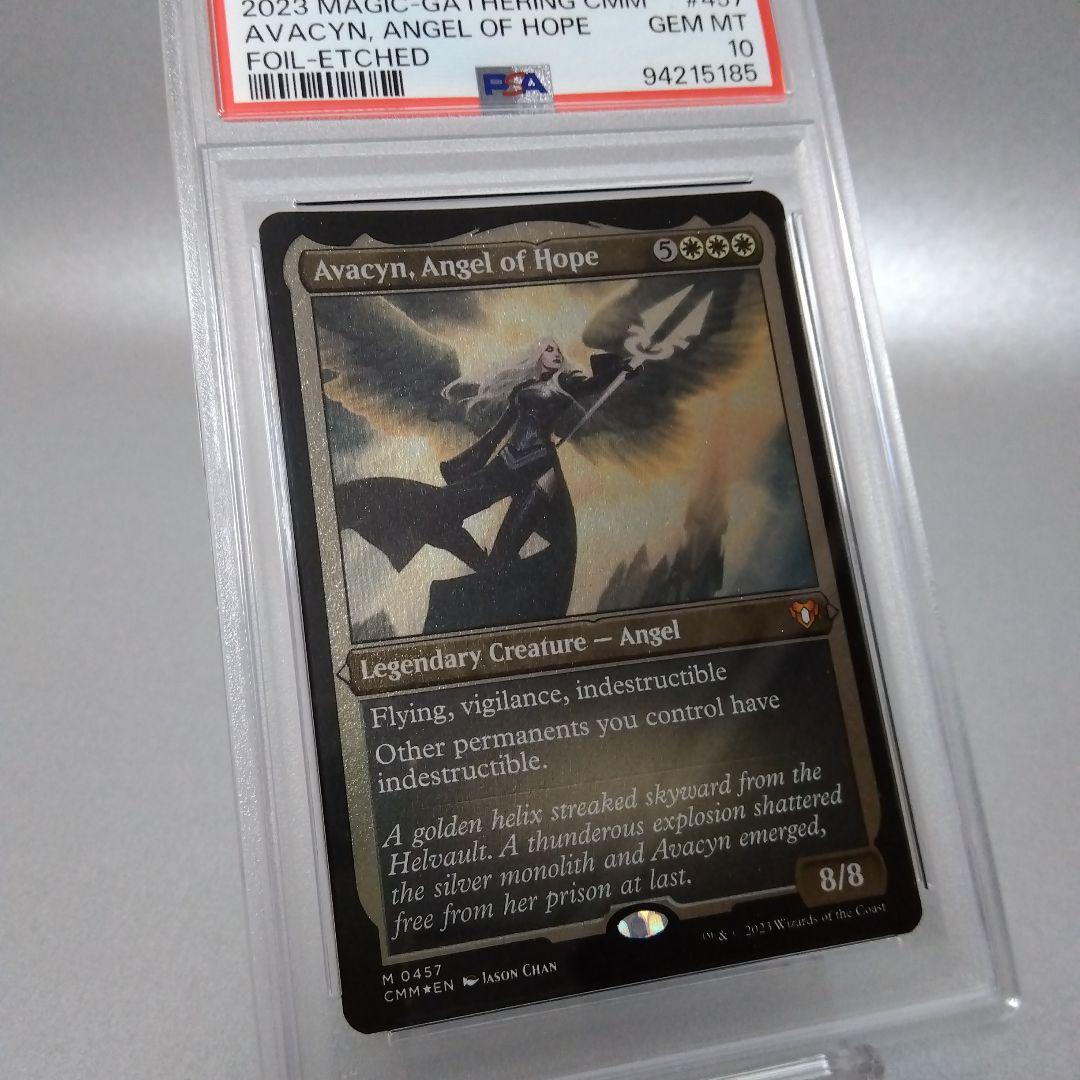 2023 MAGIC-GATHERING CMM #457
AVACYN, ANGEL OF HOPE GEM MT
FOIL-ETCHED 10
PSA 94215185
Avacyn, Angel of Hope 5
Legendary Creature — Angel
Flying, vigilance, indestructible
Other permanents you control have
indestructible.
A golden helix streaked skyward from the
Helvault. A thunderous explosion shattered
the silver monolith and Avacyn emerged,
free from her prison at last.
8/8
M 0457
CMM★EN Jason Chan
™ & © 2023 Wizards of the Coast